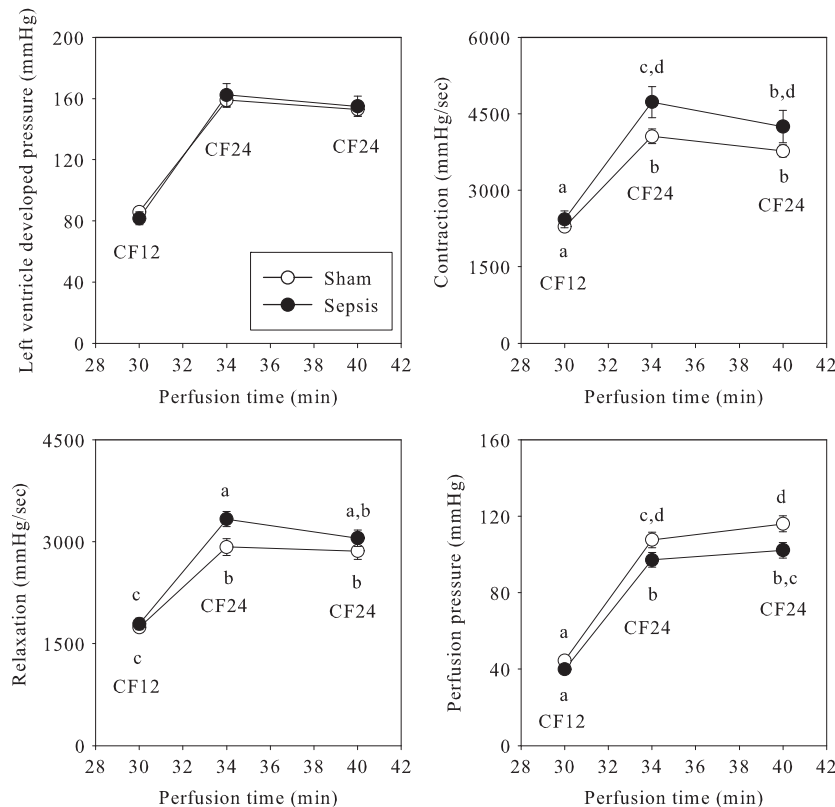 Left ventricle developed pressure (mmHg)
200
160
120
80
40
0
CF12
CF24
CF24
Sham
Sepsis
28 30 32 34 36 38 40 42
Perfusion time (min)
Contraction (mmHg/sec)
6000
4500
3000
1500
0
c,d
b,d
a
b
b
CF24
CF24
a
CF12
28 30 32 34 36 38 40 42
Perfusion time (min)
Relaxation (mmHg/sec)
4500
3000
1500
0
a
a,b
c
b
b
CF24
CF24
c
CF12
28 30 32 34 36 38 40 42
Perfusion time (min)
Perfusion pressure (mmHg)
160
120
80
40
0
d
c,d
b
b,c
CF24
CF24
a
a
CF12
28 30 32 34 36 38 40 42
Perfusion time (min)